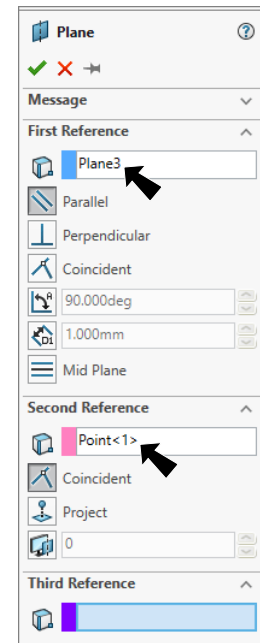 Plane
Message
First Reference
Plane3
Parallel
Perpendicular
Coincident
90.000deg
1.000mm
Mid Plane
Second Reference
Point<1>
Coincident
Project
0
Third Reference